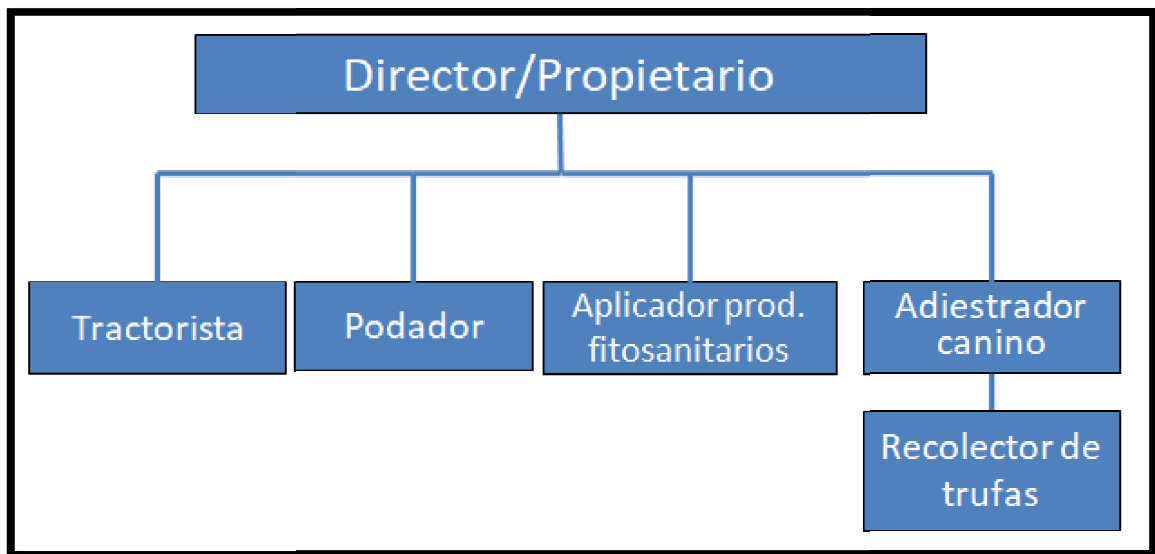 Director/Propietario
Tractorista
Podador
Aplicador prod.
fitosanitarios
Adiestrador
canino
Recolector de
trufas